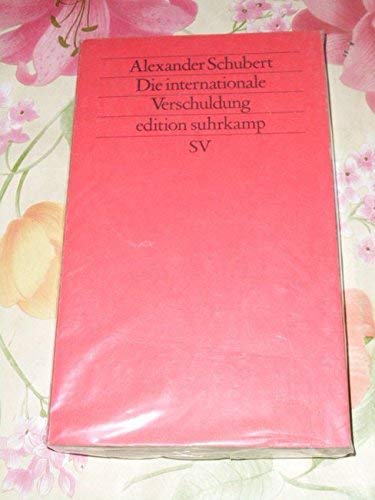 Alexander Schubert
Die internationale
Verschuldung
edition suhrkamp
SV